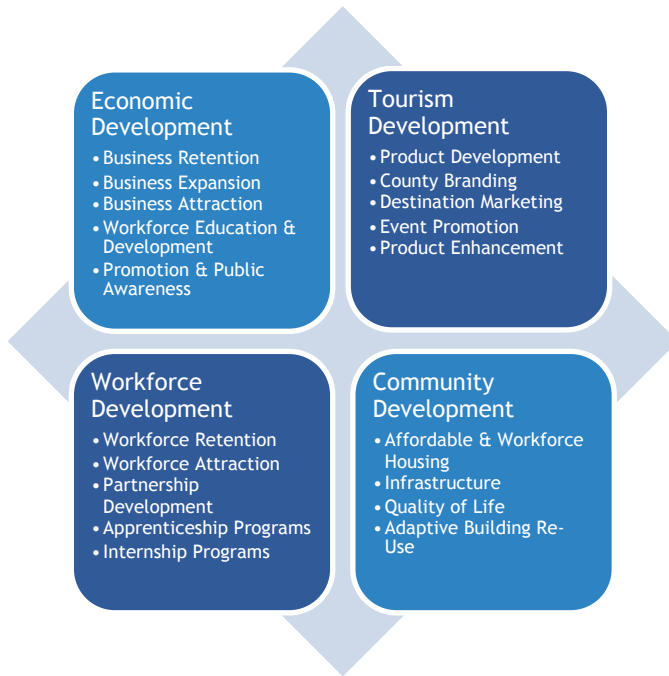 Economic
Development
• Business Retention
• Business Expansion
• Business Attraction
• Workforce Education &
Development
• Promotion & Public
Awareness
Tourism
Development
• Product Development
• County Branding
• Destination Marketing
• Event Promotion
• Product Enhancement
Workforce
Development
• Workforce Retention
• Workforce Attraction
• Partnership
Development
• Apprenticeship Programs
• Internship Programs
Community
Development
• Affordable & Workforce
Housing
• Infrastructure
• Quality of Life
• Adaptive Building Re-
Use